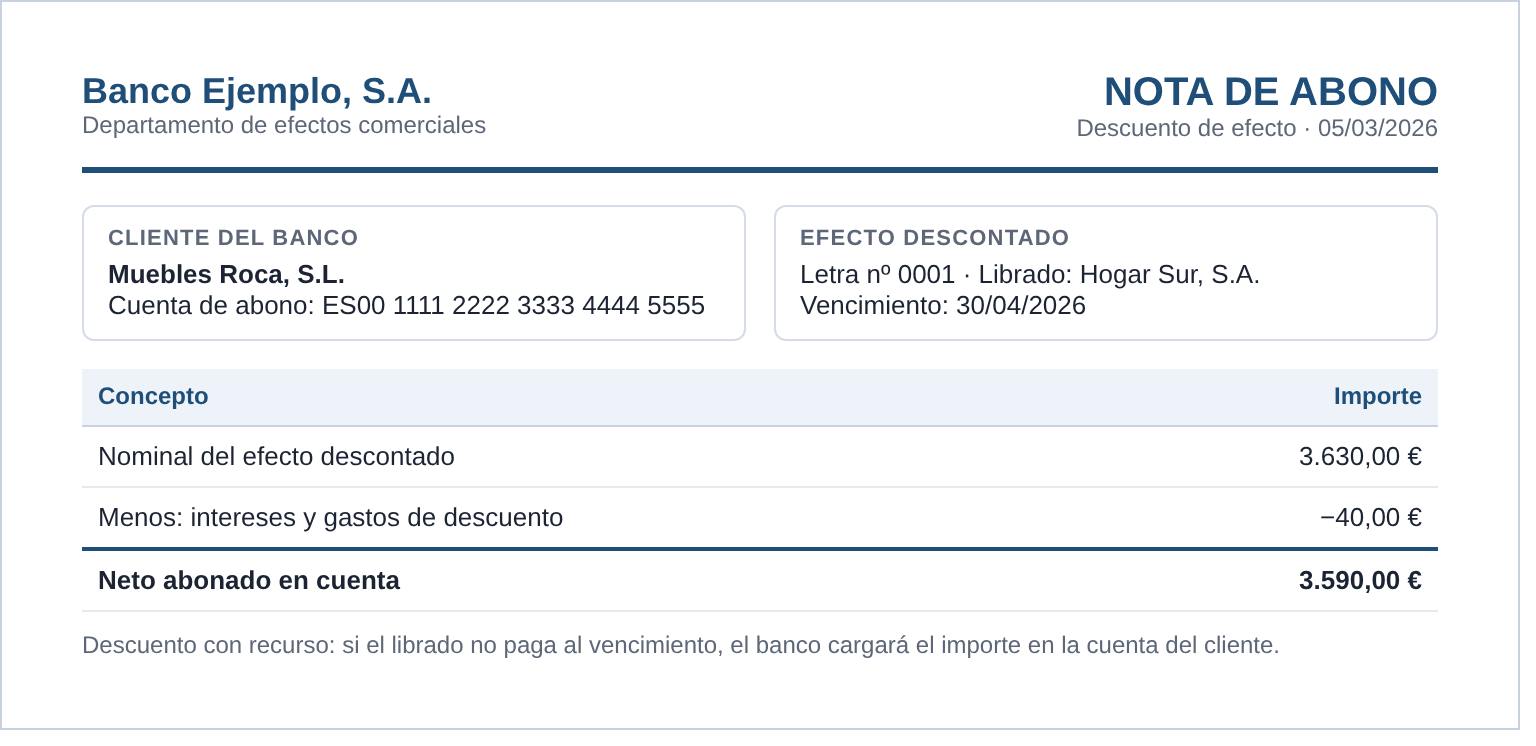 Banco Ejemplo, S.A.
Departamento de efectos comerciales
NOTA DE ABONO
Descuento de efecto · 05/03/2026
CLIENTE DEL BANCO
Muebles Roca, S.L.
Cuenta de abono: ES00 1111 2222 3333 4444 5555
EFECTO DESCONTADO
Letra nº 0001 · Librado: Hogar Sur, S.A.
Vencimiento: 30/04/2026
Concepto Importe
Nominal del efecto descontado 3.630,00 €
Menos: intereses y gastos de descuento −40,00 €
Neto abonado en cuenta 3.590,00 €
Descuento con recurso: si el librado no paga al vencimiento, el banco cargará el importe en la cuenta del cliente.